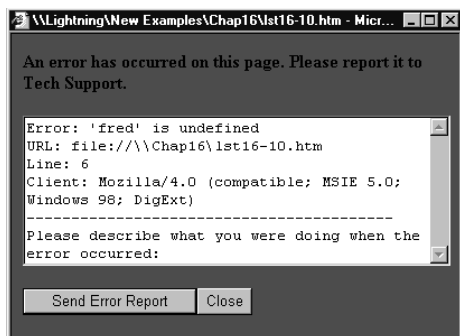 \\Lightning\New Examples\Chap16\lst16-10.htm - Micr...
An error has occurred on this page. Please report it to
Tech Support.
Error: 'fred' is undefined
URL: file://\\Chap16\lst16-10.htm
Line: 6
Client: Mozilla/4.0 (compatible; MSIE 5.0;
Windows 98; DigExt)
-----------------------------------------
Please describe what you were doing when the
error occurred:
Send Error Report Close